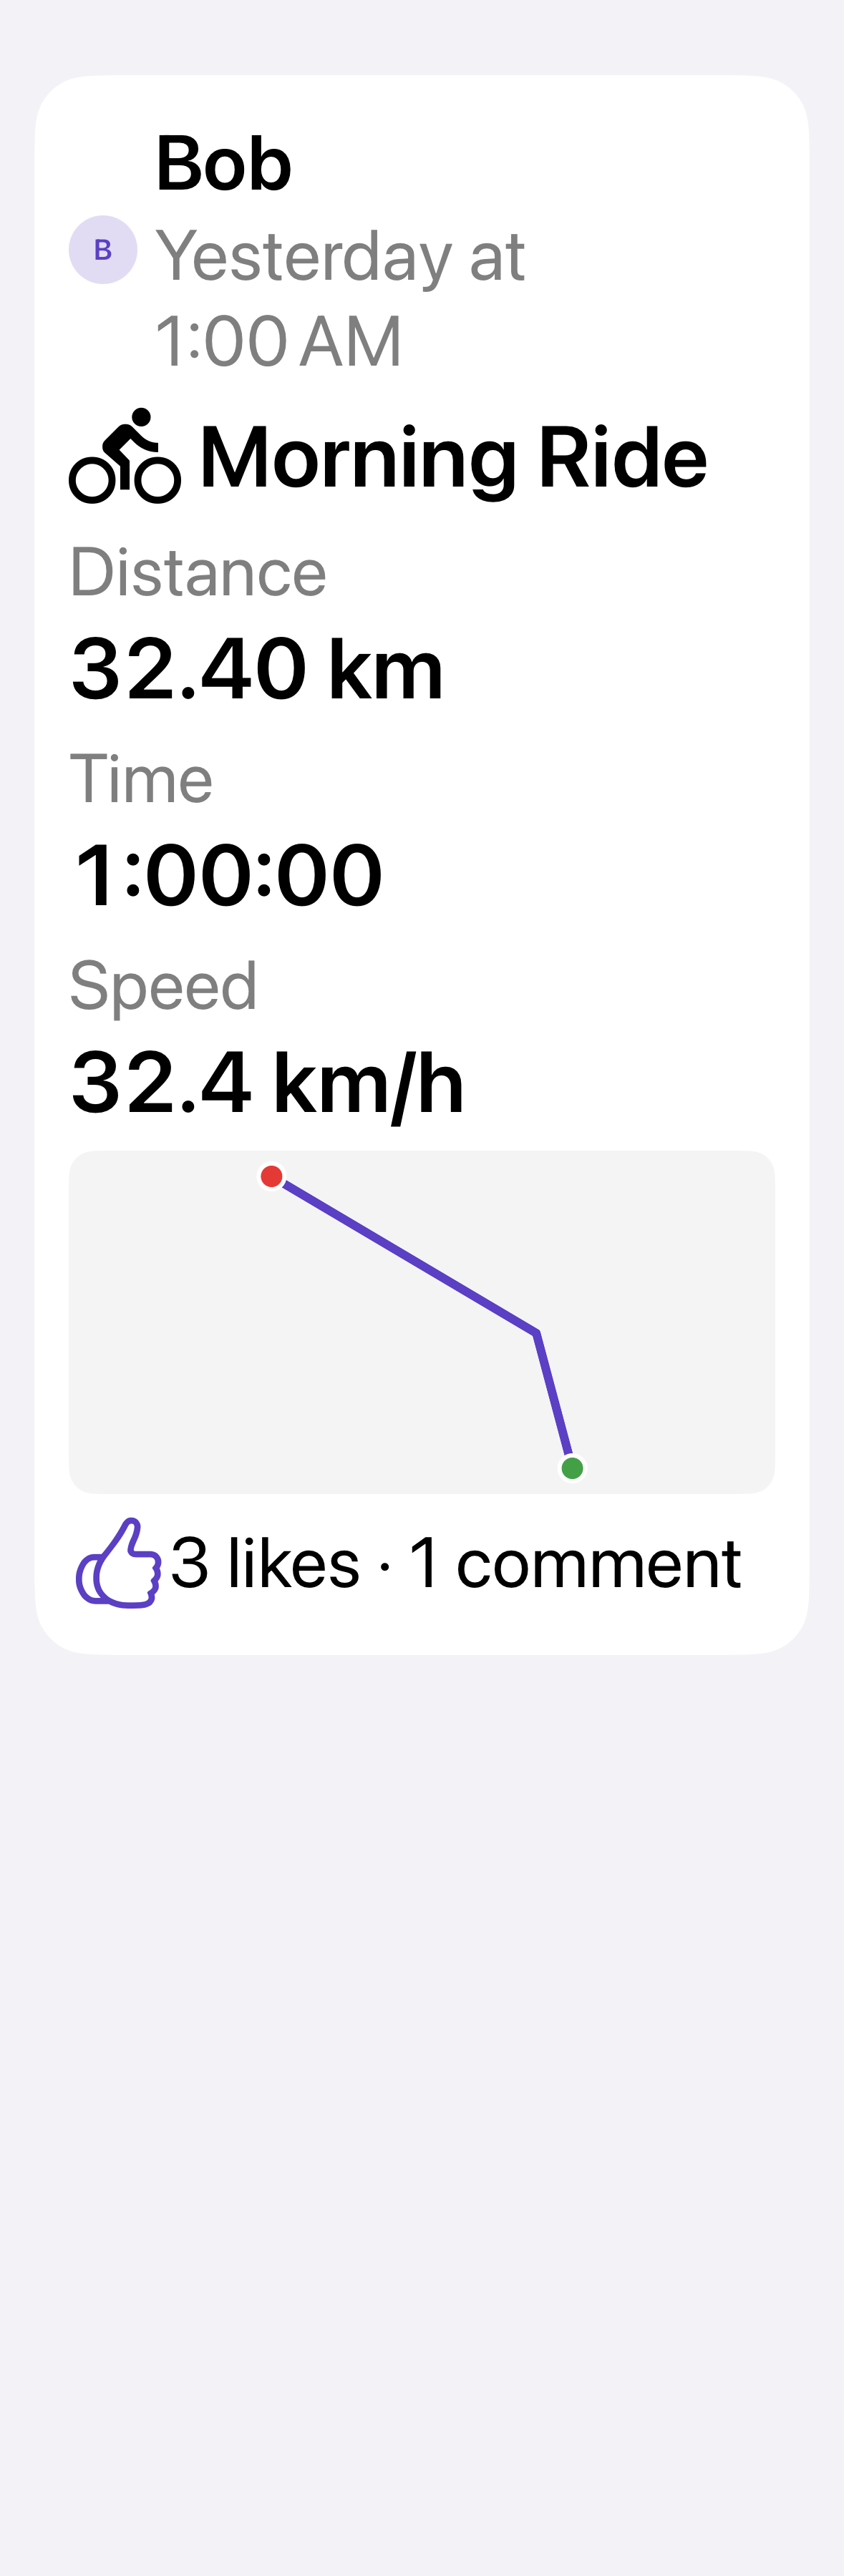 Bob
B
Yesterday at
1:00 AM
Morning Ride
Distance
32.40 km
Time
1:00:00
Speed
32.4 km/h
3 likes · 1 comment